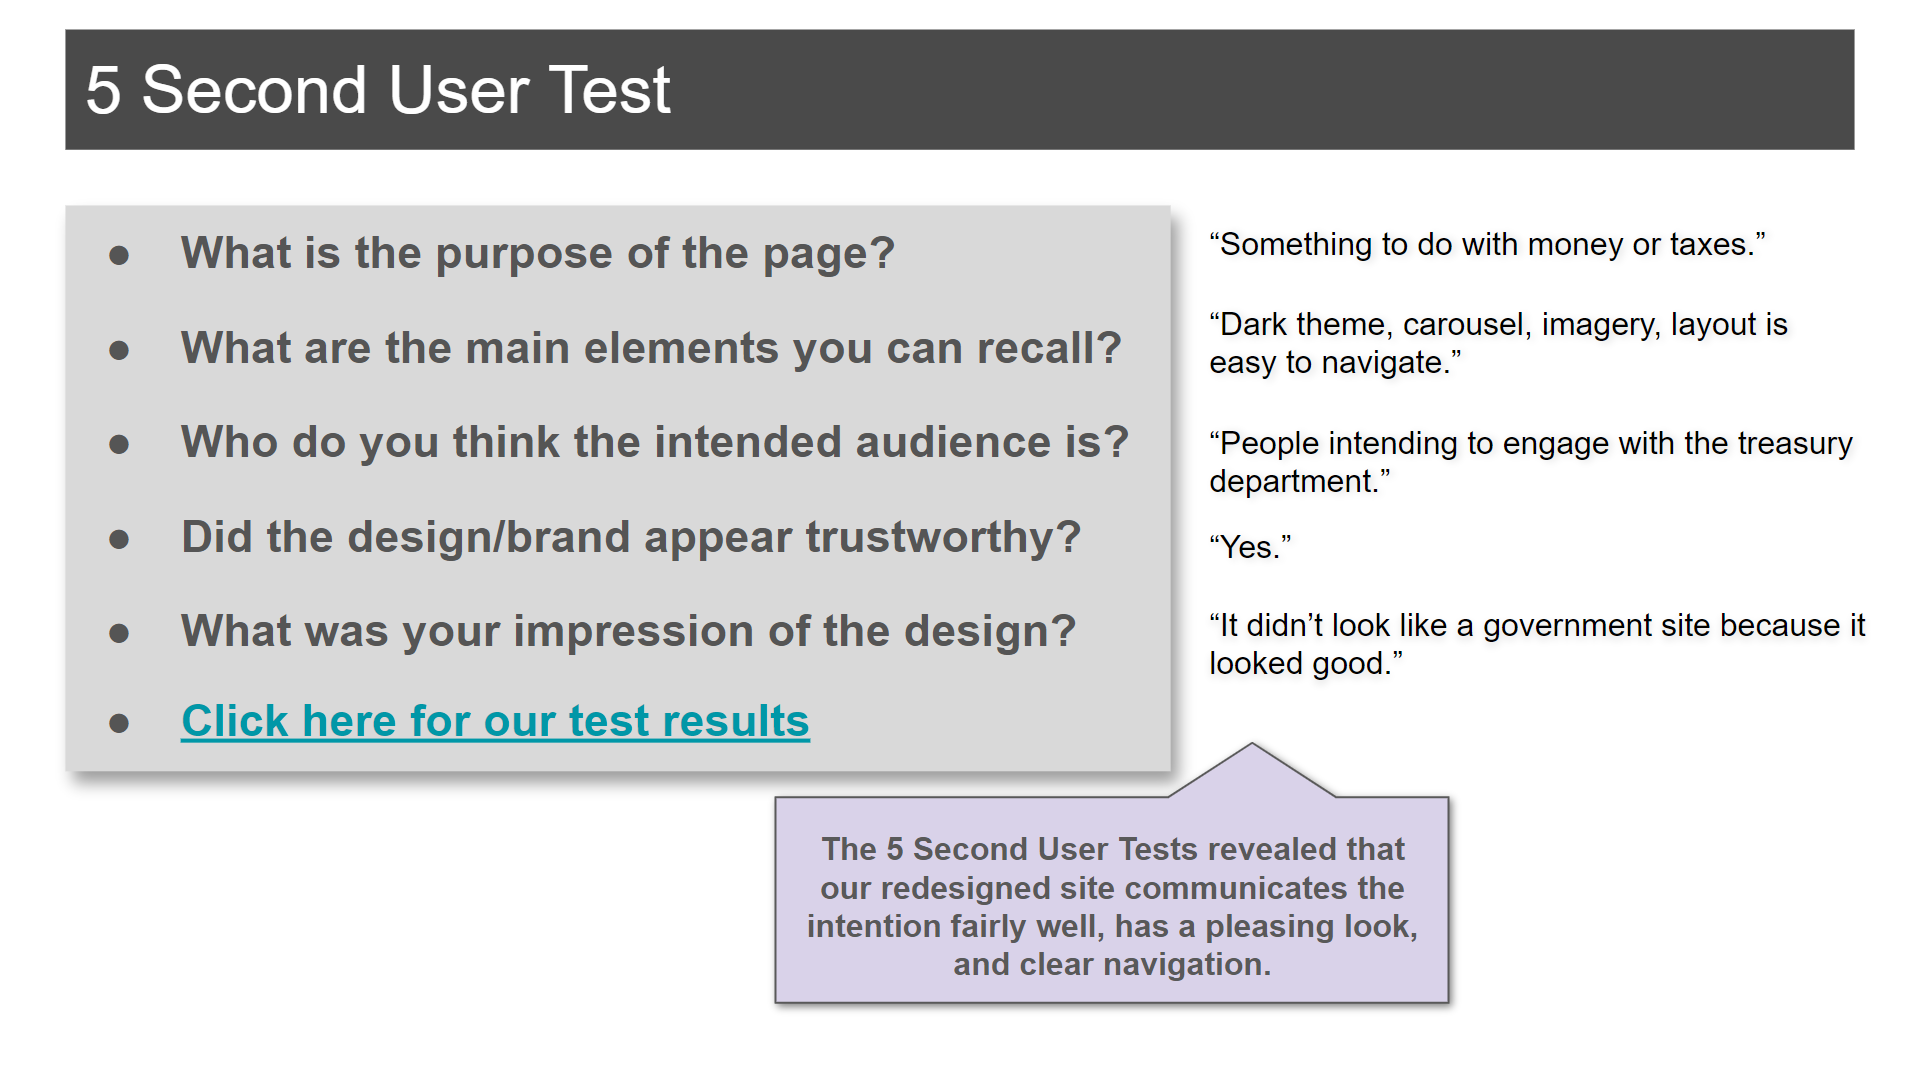 5 Second User Test
● What is the purpose of the page?
● What are the main elements you can recall?
● Who do you think the intended audience is?
● Did the design/brand appear trustworthy?
● What was your impression of the design?
● Click here for our test results
“Something to do with money or taxes.”
“Dark theme, carousel, imagery, layout is
easy to navigate.”
“People intending to engage with the treasury
department.”
“Yes.”
“It didn’t look like a government site because it
looked good.”
The 5 Second User Tests revealed that
our redesigned site communicates the
intention fairly well, has a pleasing look,
and clear navigation.